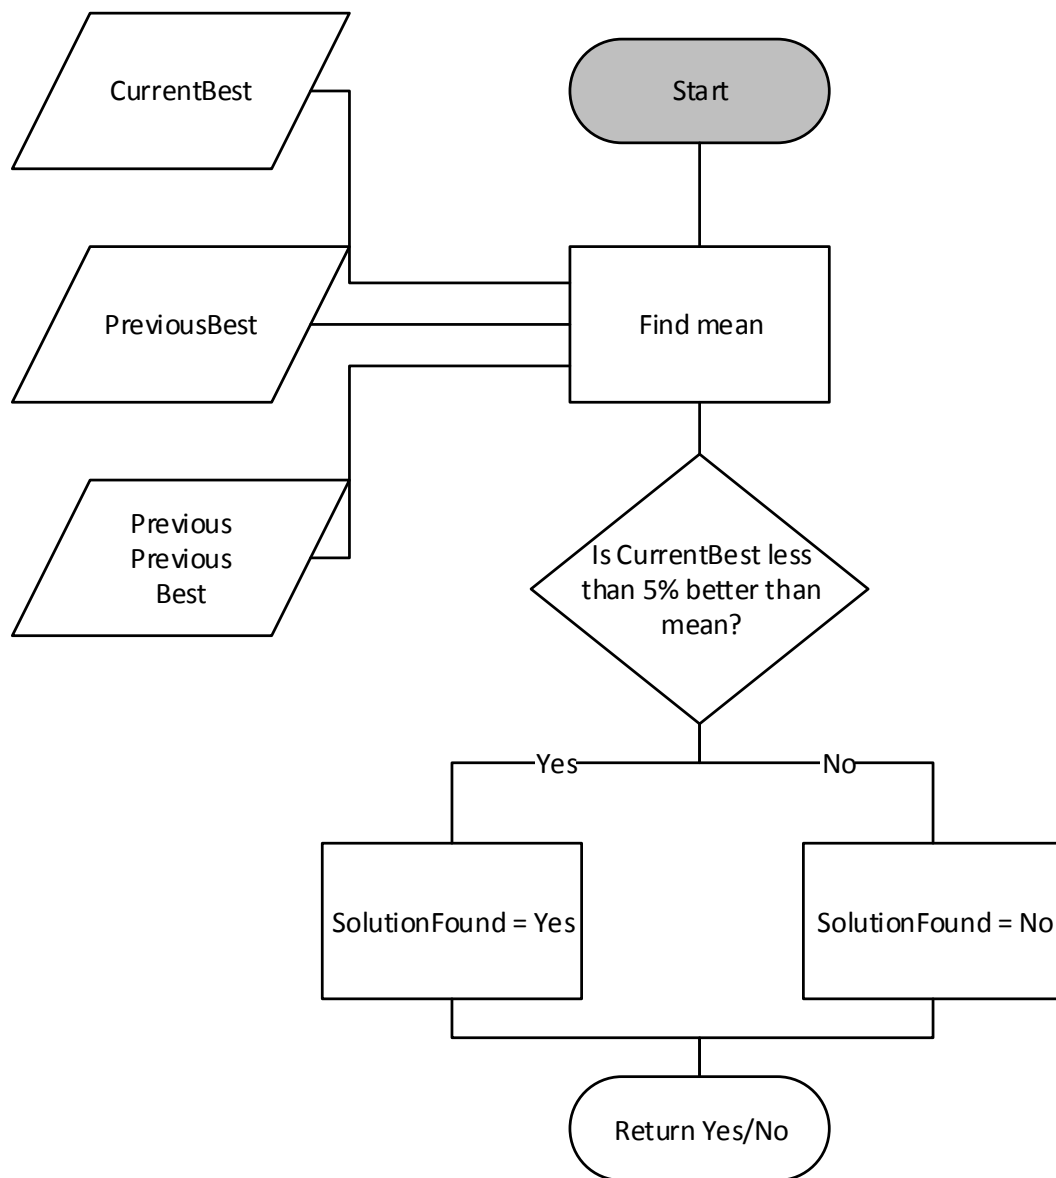 CurrentBest
Start
PreviousBest
Find mean
Previous
Previous
Best
Is CurrentBest less
than 5% better than
mean?
Yes
No
SolutionFound = Yes
SolutionFound = No
Return Yes/No